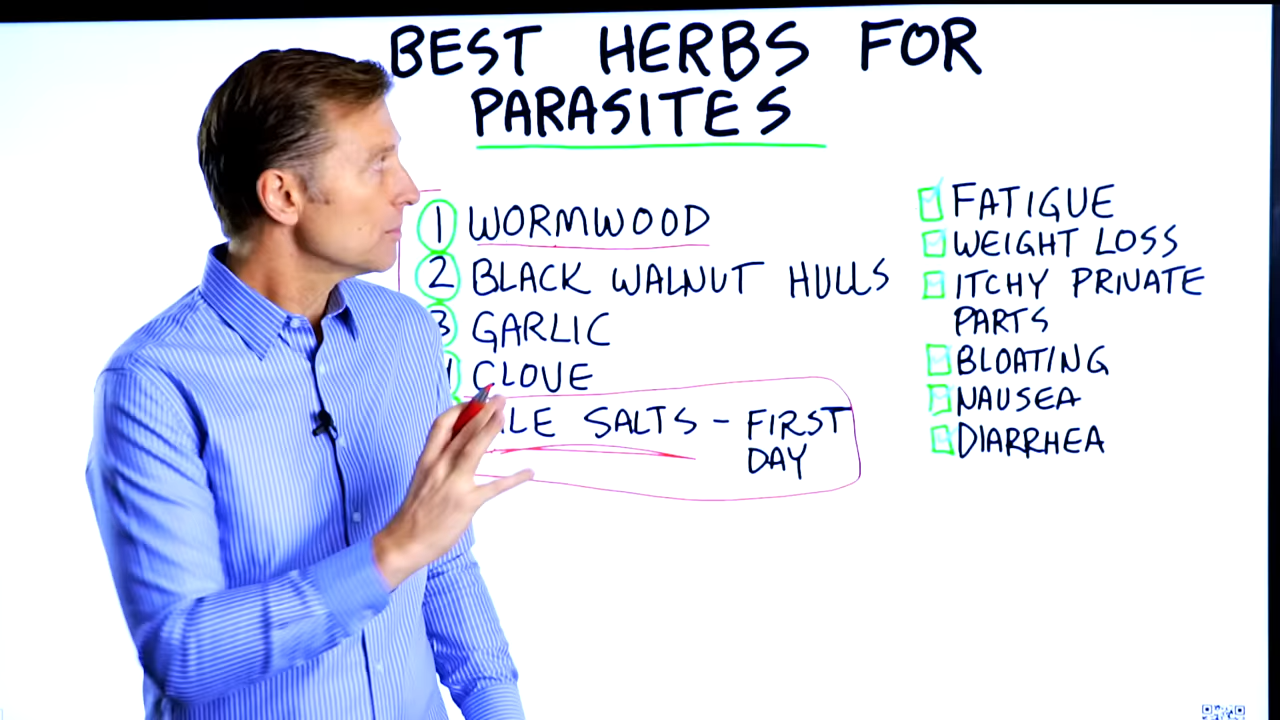 BEST HERBS FOR
PARASITES
1 WORMWOOD
2 BLACK WALNUT HULLS
3 GARLIC
CLOVE
SALTS - FIRST
DAY
FATIGUE
WEIGHT LOSS
ITCHY PRIVATE
PARTS
BLOATING
NAUSEA
DIARRHEA